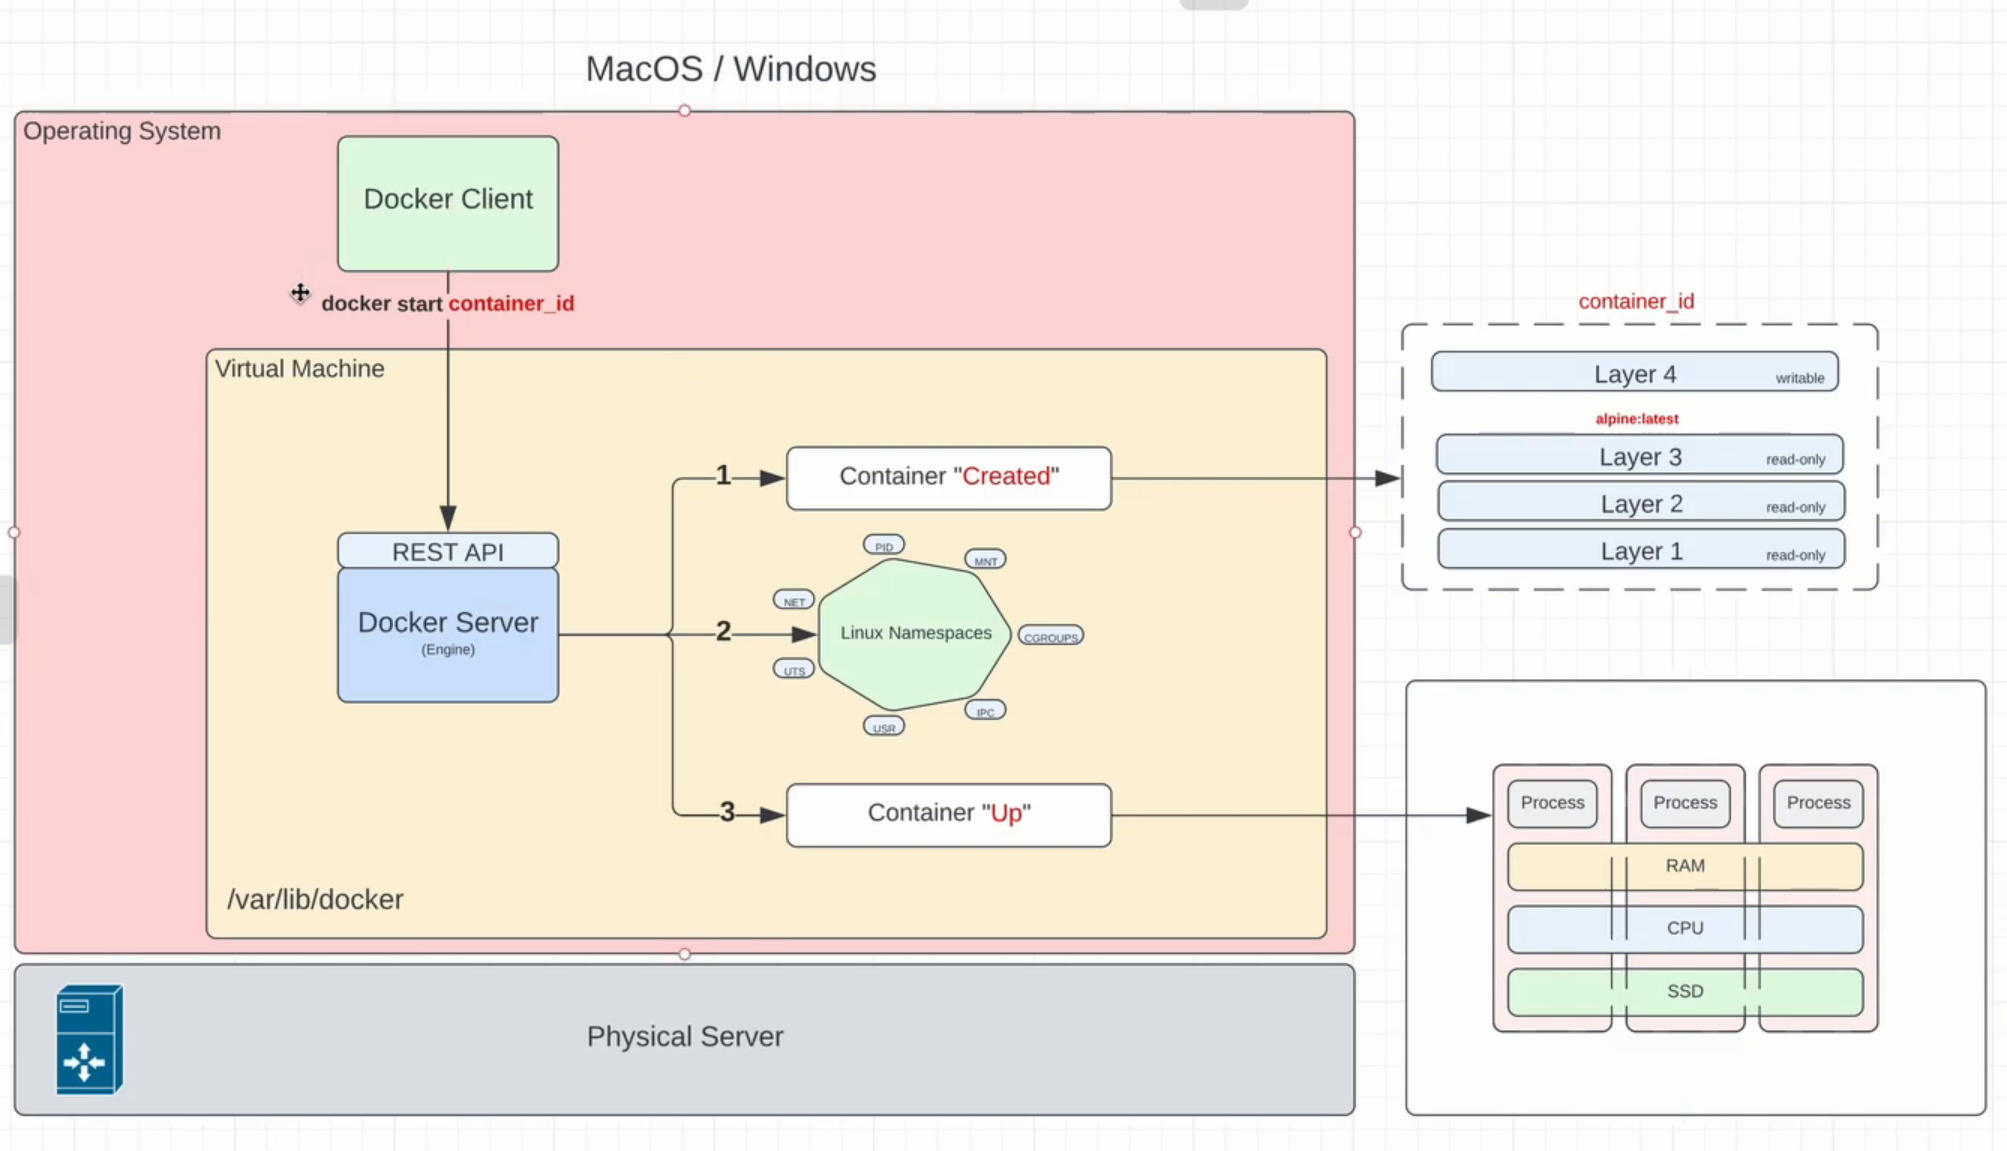 MacOS / Windows
Operating System
Docker Client
docker start container_id
Virtual Machine
REST API
Docker Server
(Engine)
1
Container "Created"
2
Linux Namespaces
PID
MNT
NET
CGROUPS
UTS
IPC
USR
3
Container "Up"
/var/lib/docker
Physical Server
container_id
Layer 4 writable
alpine:latest
Layer 3 read-only
Layer 2 read-only
Layer 1 read-only
Process Process Process
RAM
CPU
SSD